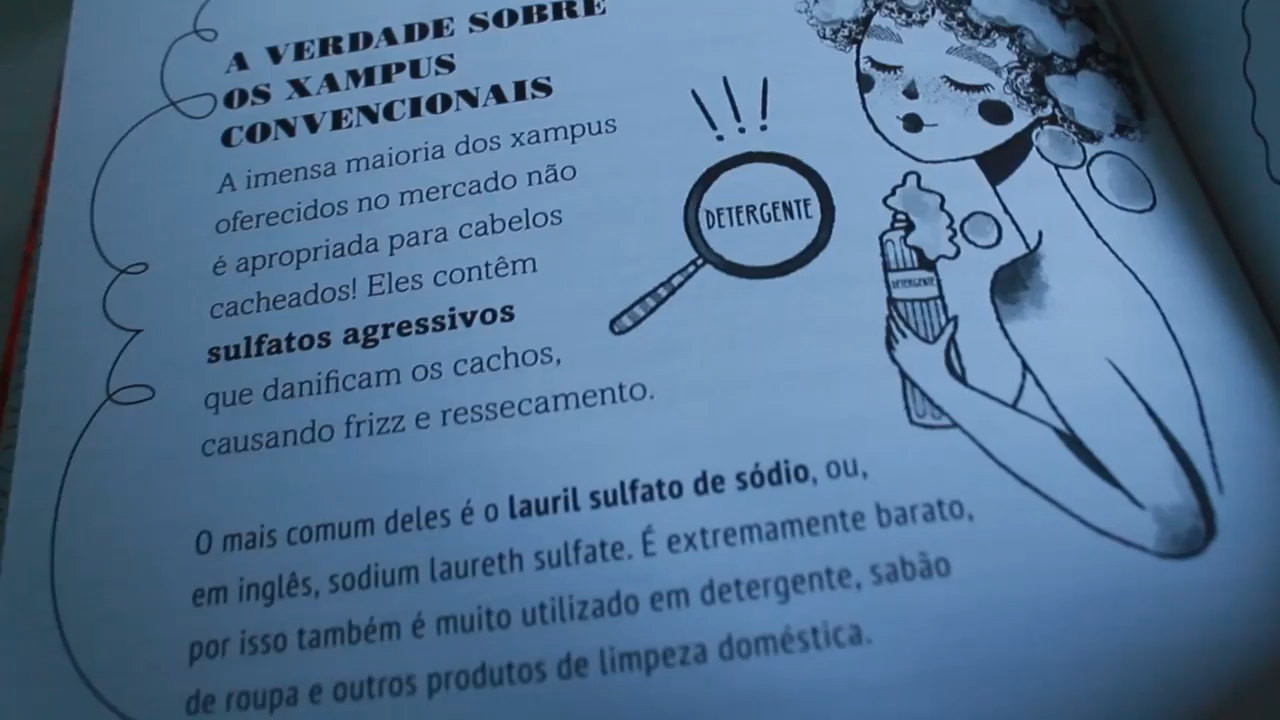 A VERDADE SOBRE
OS XAMPUS
CONVENCIONAIS
A imensa maioria dos xampus
oferecidos no mercado não
é apropriada para cabelos
cacheados! Eles contêm
sulfatos agressivos
que danificam os cachos,
causando frizz e ressecamento.
!!!
DETERGENTE
DETERGENTE
O mais comum deles é o lauril sulfato de sódio, ou,
em inglês, sodium laureth sulfate. É extremamente barato,
por isso também é muito utilizado em detergente, sabão
de roupa e outros produtos de limpeza doméstica.